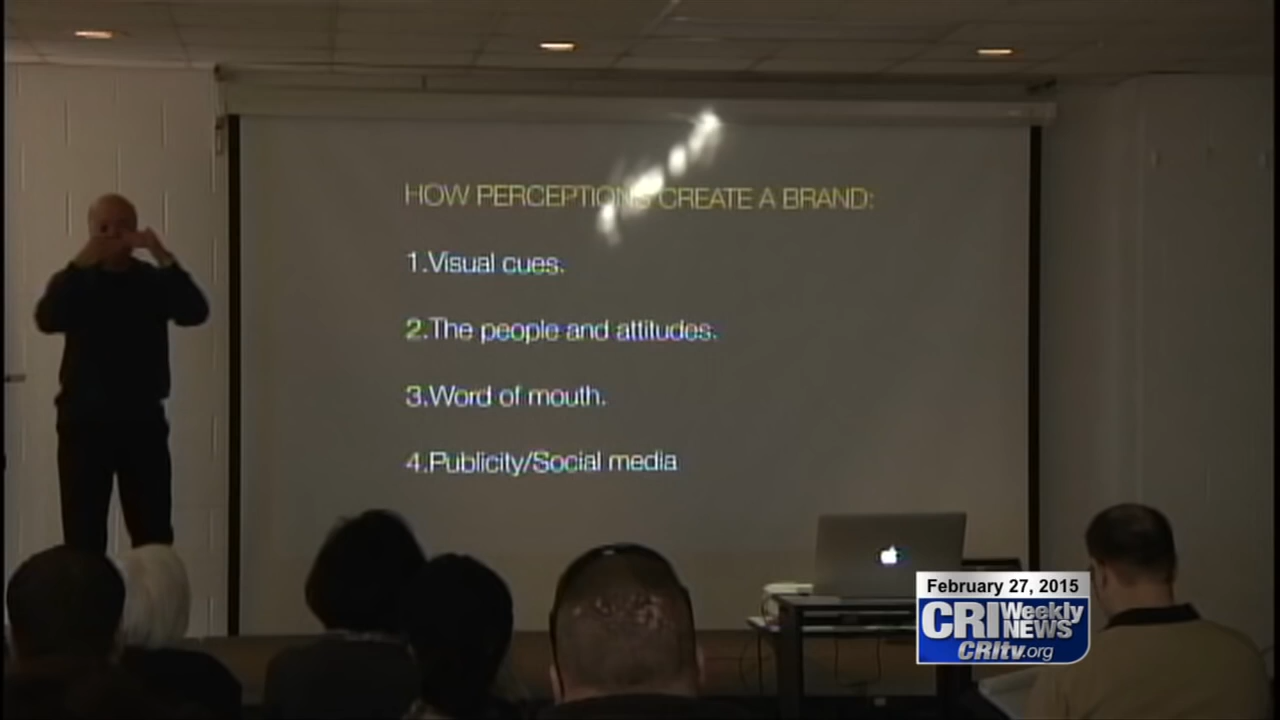 HOW PERCEPTIONS CREATE A BRAND:
1.Visual cues.
2.The people and attitudes.
3.Word of mouth.
4.Publicity/Social media
February 27, 2015
CRI Weekly NEWS
CRItv.org